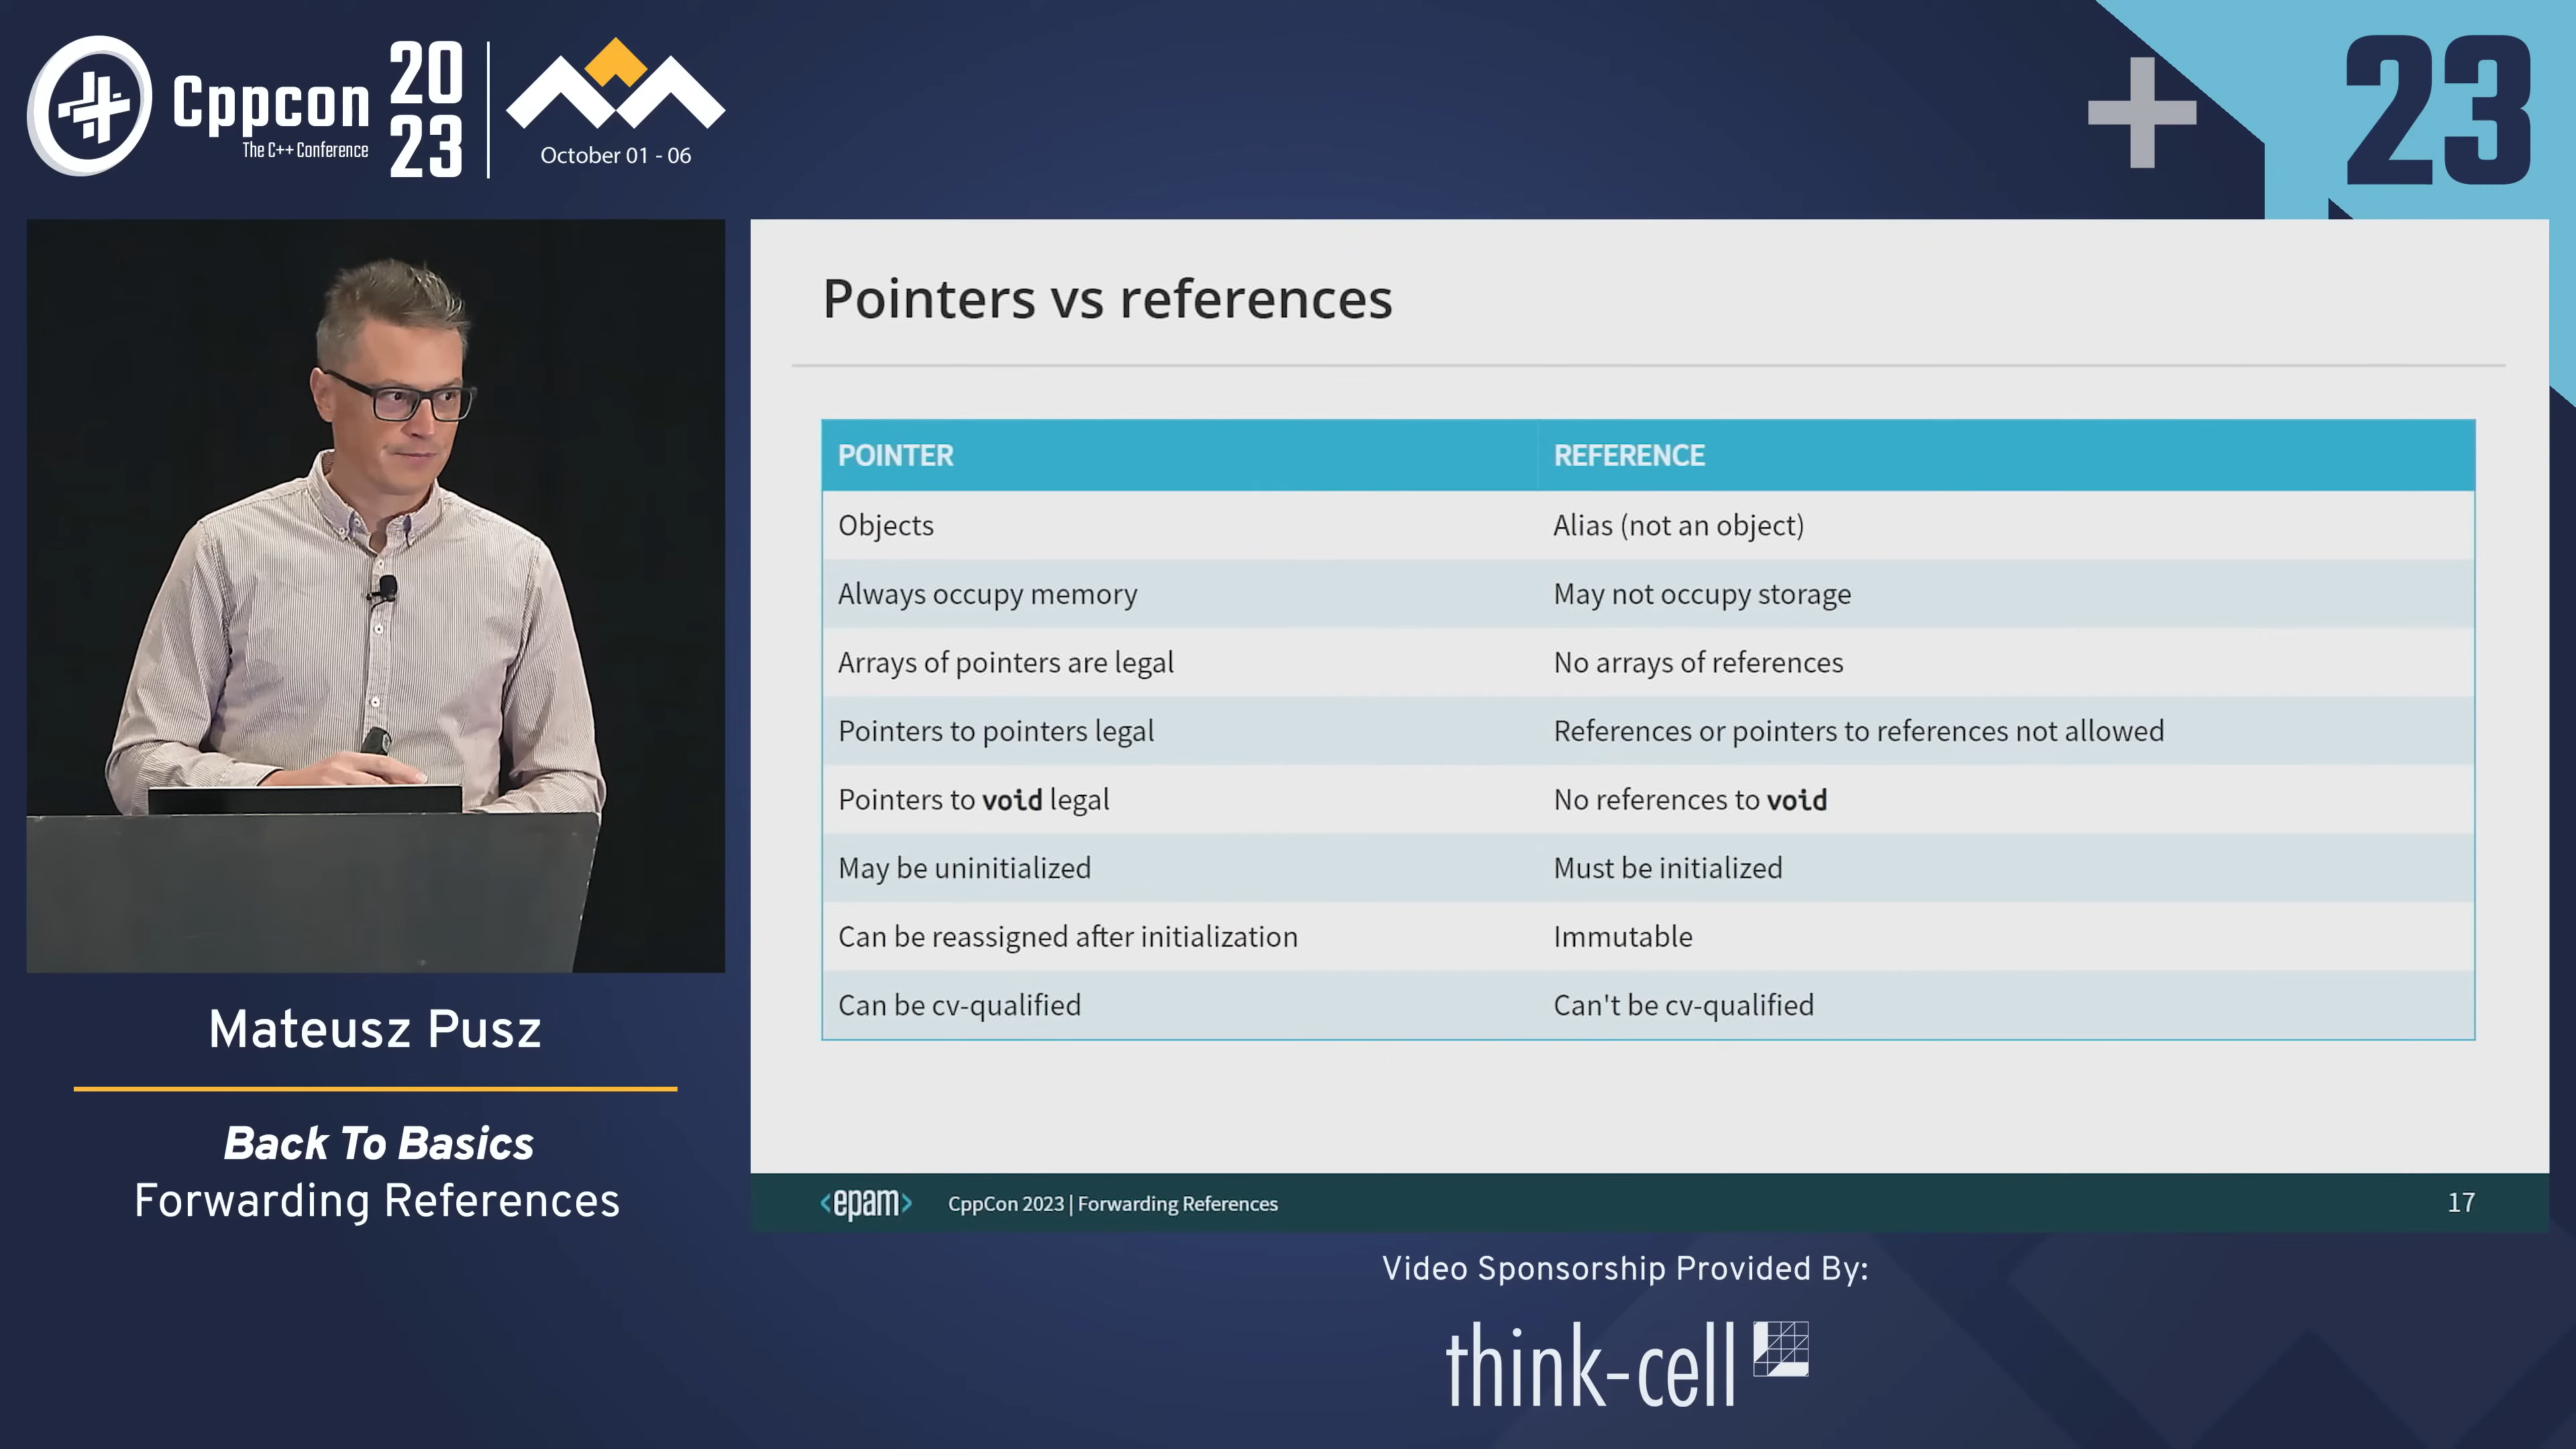 Cppcon
The C++ Conference
20
23
October 01 - 06
23
Pointers vs references
POINTER REFERENCE
Objects Alias (not an object)
Always occupy memory May not occupy storage
Arrays of pointers are legal No arrays of references
Pointers to pointers legal References or pointers to references not allowed
Pointers to void legal No references to void
May be uninitialized Must be initialized
Can be reassigned after initialization Immutable
Can be cv-qualified Can't be cv-qualified
<epam> CppCon 2023 | Forwarding References 17
Mateusz Pusz
Back To Basics
Forwarding References
Video Sponsorship Provided By:
think-cell